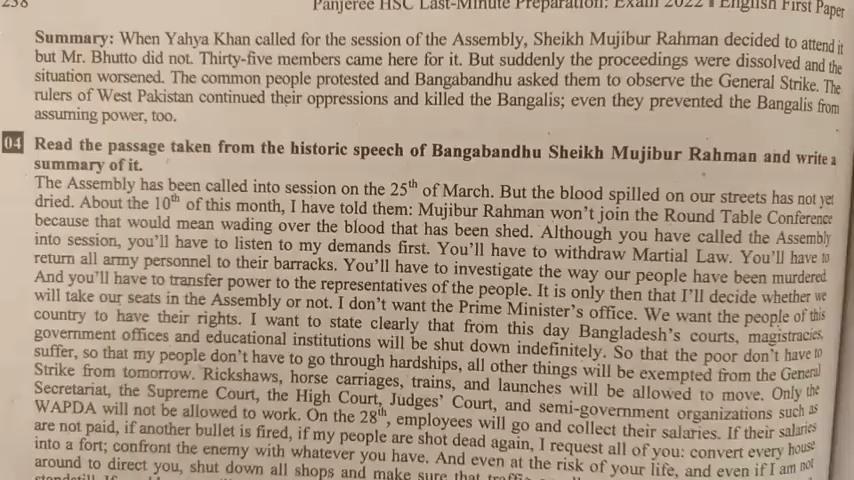 238
Panjeree HSC Last-Minute Preparation: Exam 2022 ▪ English First Paper
Summary: When Yahya Khan called for the session of the Assembly, Sheikh Mujibur Rahman decided to attend it
but Mr. Bhutto did not. Thirty-five members came here for it. But suddenly the proceedings were dissolved and the
situation worsened. The common people protested and Bangabandhu asked them to observe the General Strike. The
rulers of West Pakistan continued their oppressions and killed the Bangalis; even they prevented the Bangalis from
assuming power, too.
04 Read the passage taken from the historic speech of Bangabandhu Sheikh Mujibur Rahman and write a
summary of it.
The Assembly has been called into session on the 25th of March. But the blood spilled on our streets has not yet
dried. About the 10th of this month, I have told them: Mujibur Rahman won't join the Round Table Conference
because that would mean wading over the blood that has been shed. Although you have called the Assembly
into session, you'll have to listen to my demands first. You'll have to withdraw Martial Law. You'll have to
return all army personnel to their barracks. You'll have to investigate the way our people have been murdered.
And you'll have to transfer power to the representatives of the people. It is only then that I'll decide whether we
will take our seats in the Assembly or not. I don't want the Prime Minister's office. We want the people of this
country to have their rights. I want to state clearly that from this day Bangladesh's courts, magistracies,
government offices and educational institutions will be shut down indefinitely. So that the poor don't have to
suffer, so that my people don't have to go through hardships, all other things will be exempted from the General
Strike from tomorrow. Rickshaws, horse carriages, trains, and launches will be allowed to move. Only the
Secretariat, the Supreme Court, the High Court, Judges' Court, and semi-government organizations such as
WAPDA will not be allowed to work. On the 28th, employees will go and collect their salaries. If their salaries
are not paid, if another bullet is fired, if my people are shot dead again, I request all of you: convert every house
into a fort; confront the enemy with whatever you have. And even at the risk of your life, and even if I am not
around to direct you, shut down all shops and make sure that traffic